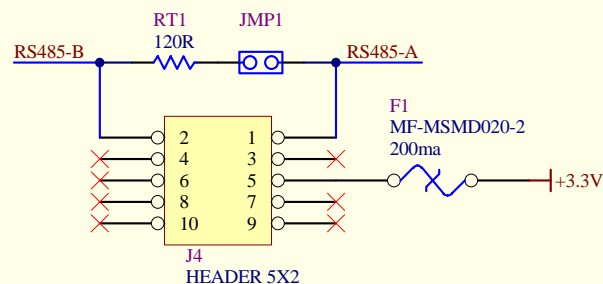 RT1
JMP1
120R
RS485-B
RS485-A
F1
MF-MSMD020-2
200ma
2 1
4 3
6 5
+3.3V
8 7
10 9
J4
HEADER 5X2